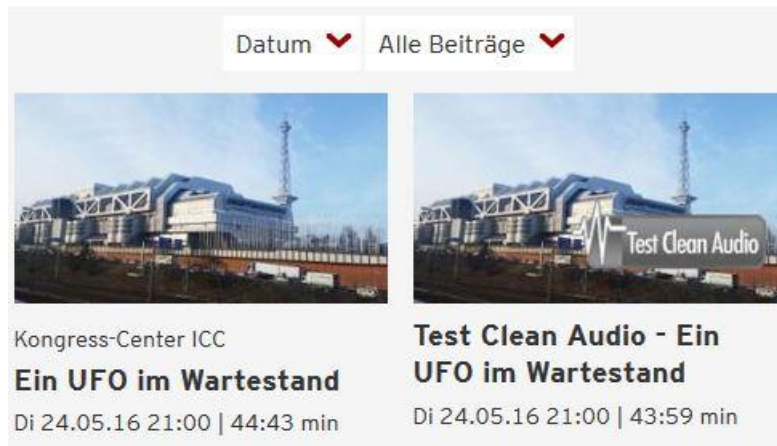 Datum Alle Beiträge
Test Clean Audio
Kongress-Center ICC
Ein UFO im Wartestand
Di 24.05.16 21:00 | 44:43 min
Test Clean Audio - Ein
UFO im Wartestand
Di 24.05.16 21:00 | 43:59 min